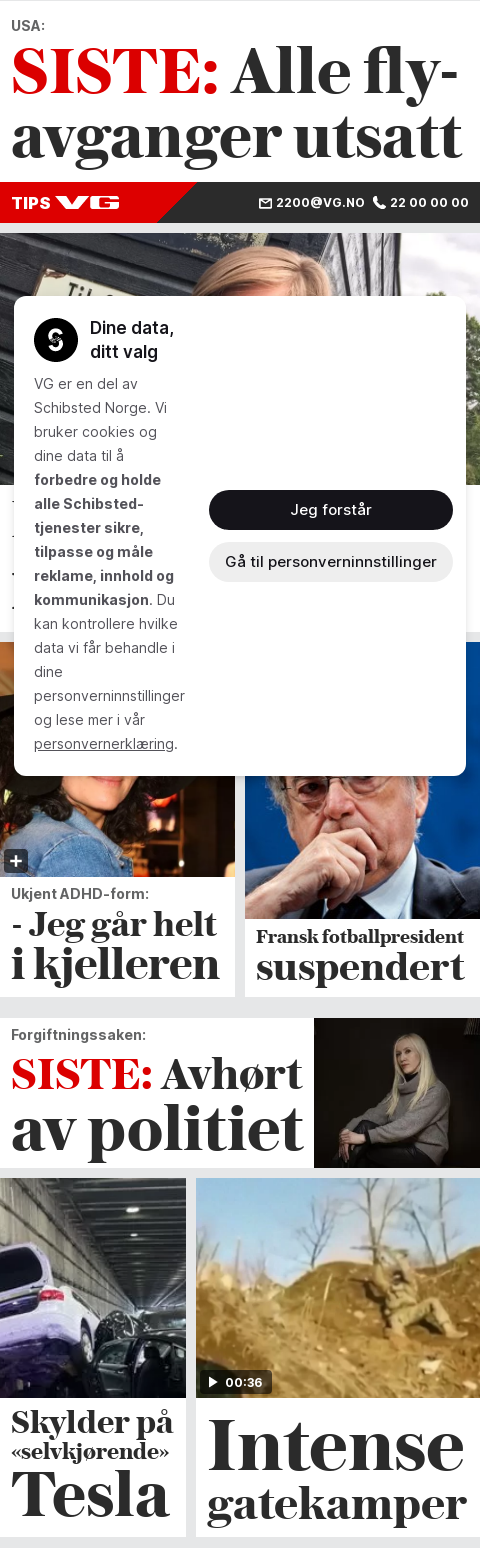 USA:
SISTE: Alle fly-
avganger utsatt
TIPS VG
2200@VG.NO 22 00 00 00
Dine data,
ditt valg
VG er en del av
Schibsted Norge. Vi
bruker cookies og
dine data til å
forbedre og holde
alle Schibsted-
tjenester sikre,
tilpasse og måle
reklame, innhold og
kommunikasjon. Du
kan kontrollere hvilke
data vi får behandle i
dine
personverninnstillinger
og lese mer i vår
personvernerklæring.
Jeg forstår
Gå til personverninnstillinger
Ukjent ADHD-form:
- Jeg går helt
i kjelleren
Fransk fotballpresident
suspendert
Forgiftningssaken:
SISTE: Avhørt
av politiet
00:36
Skylder på
«selvkjørende»
Tesla
Intense
gatekamper